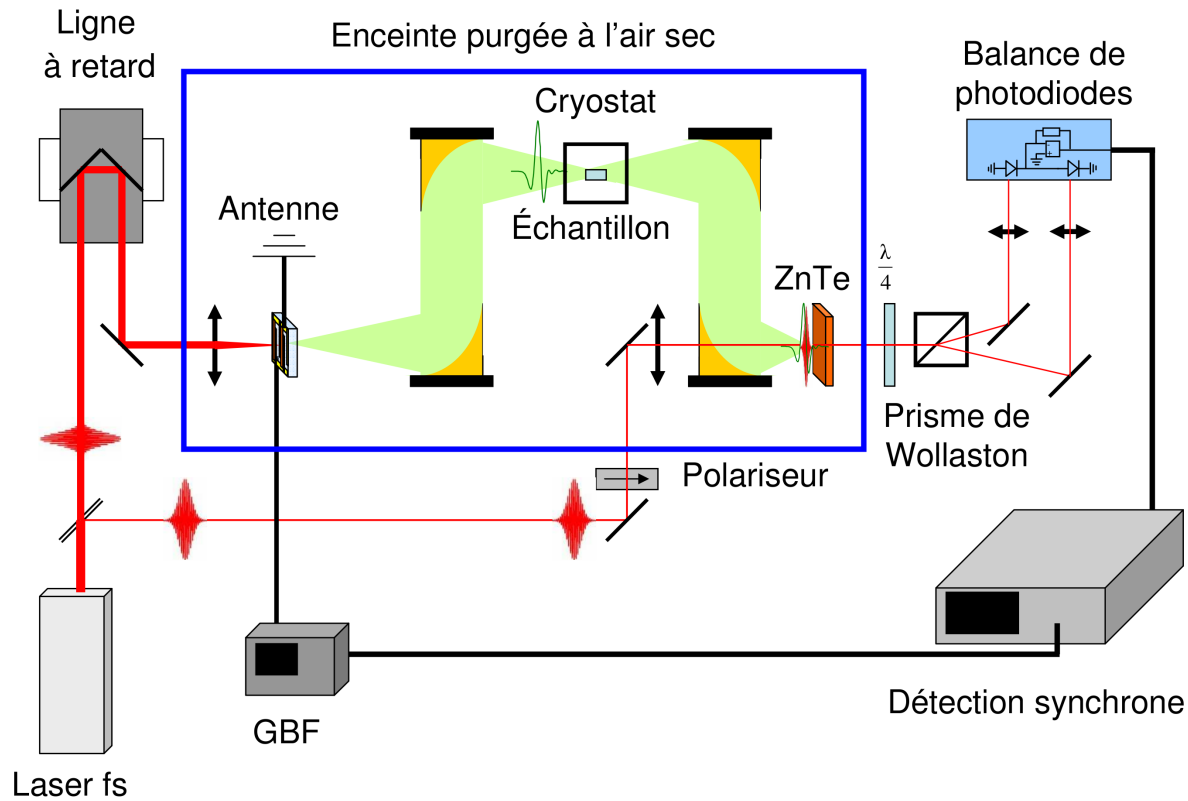 Ligne
à retard
Enceinte purgée à l'air sec
Balance de
photodiodes
Cryostat
Antenne
Échantillon
ZnTe
λ
4
Prisme de
Wollaston
Polariseur
GBF
Détection synchrone
Laser fs